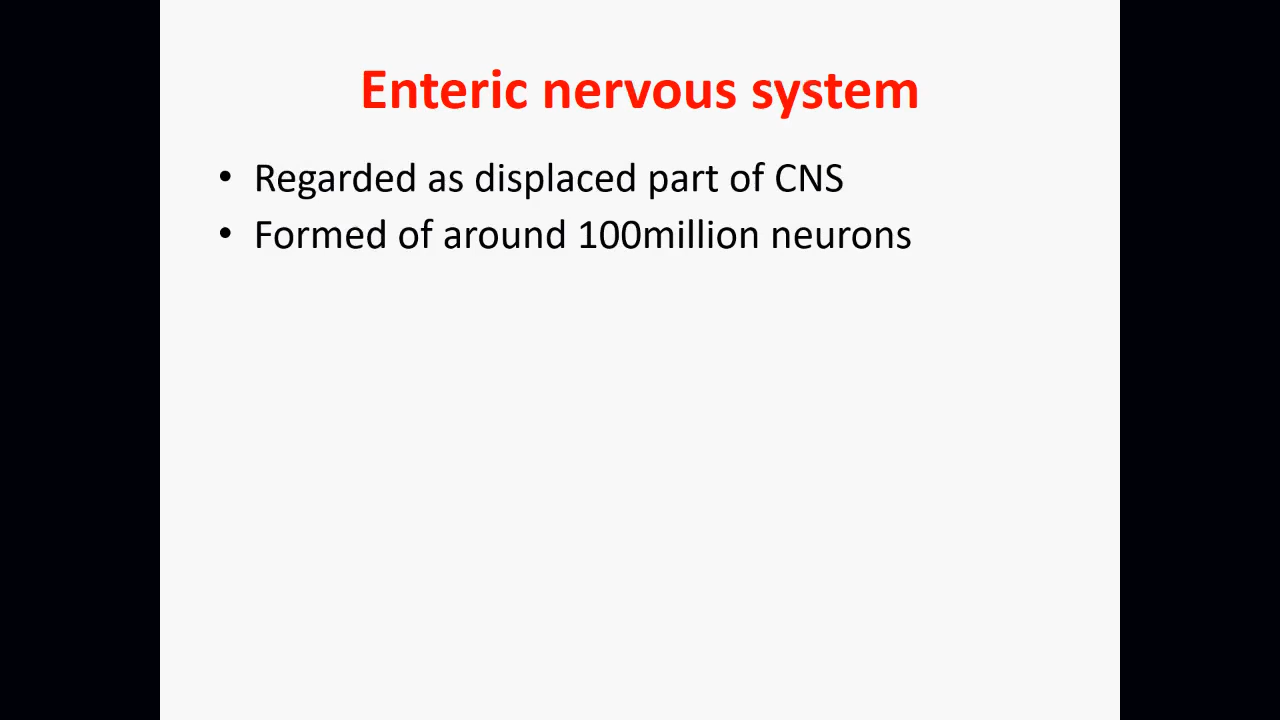 Enteric nervous system
• Regarded as displaced part of CNS
• Formed of around 100million neurons